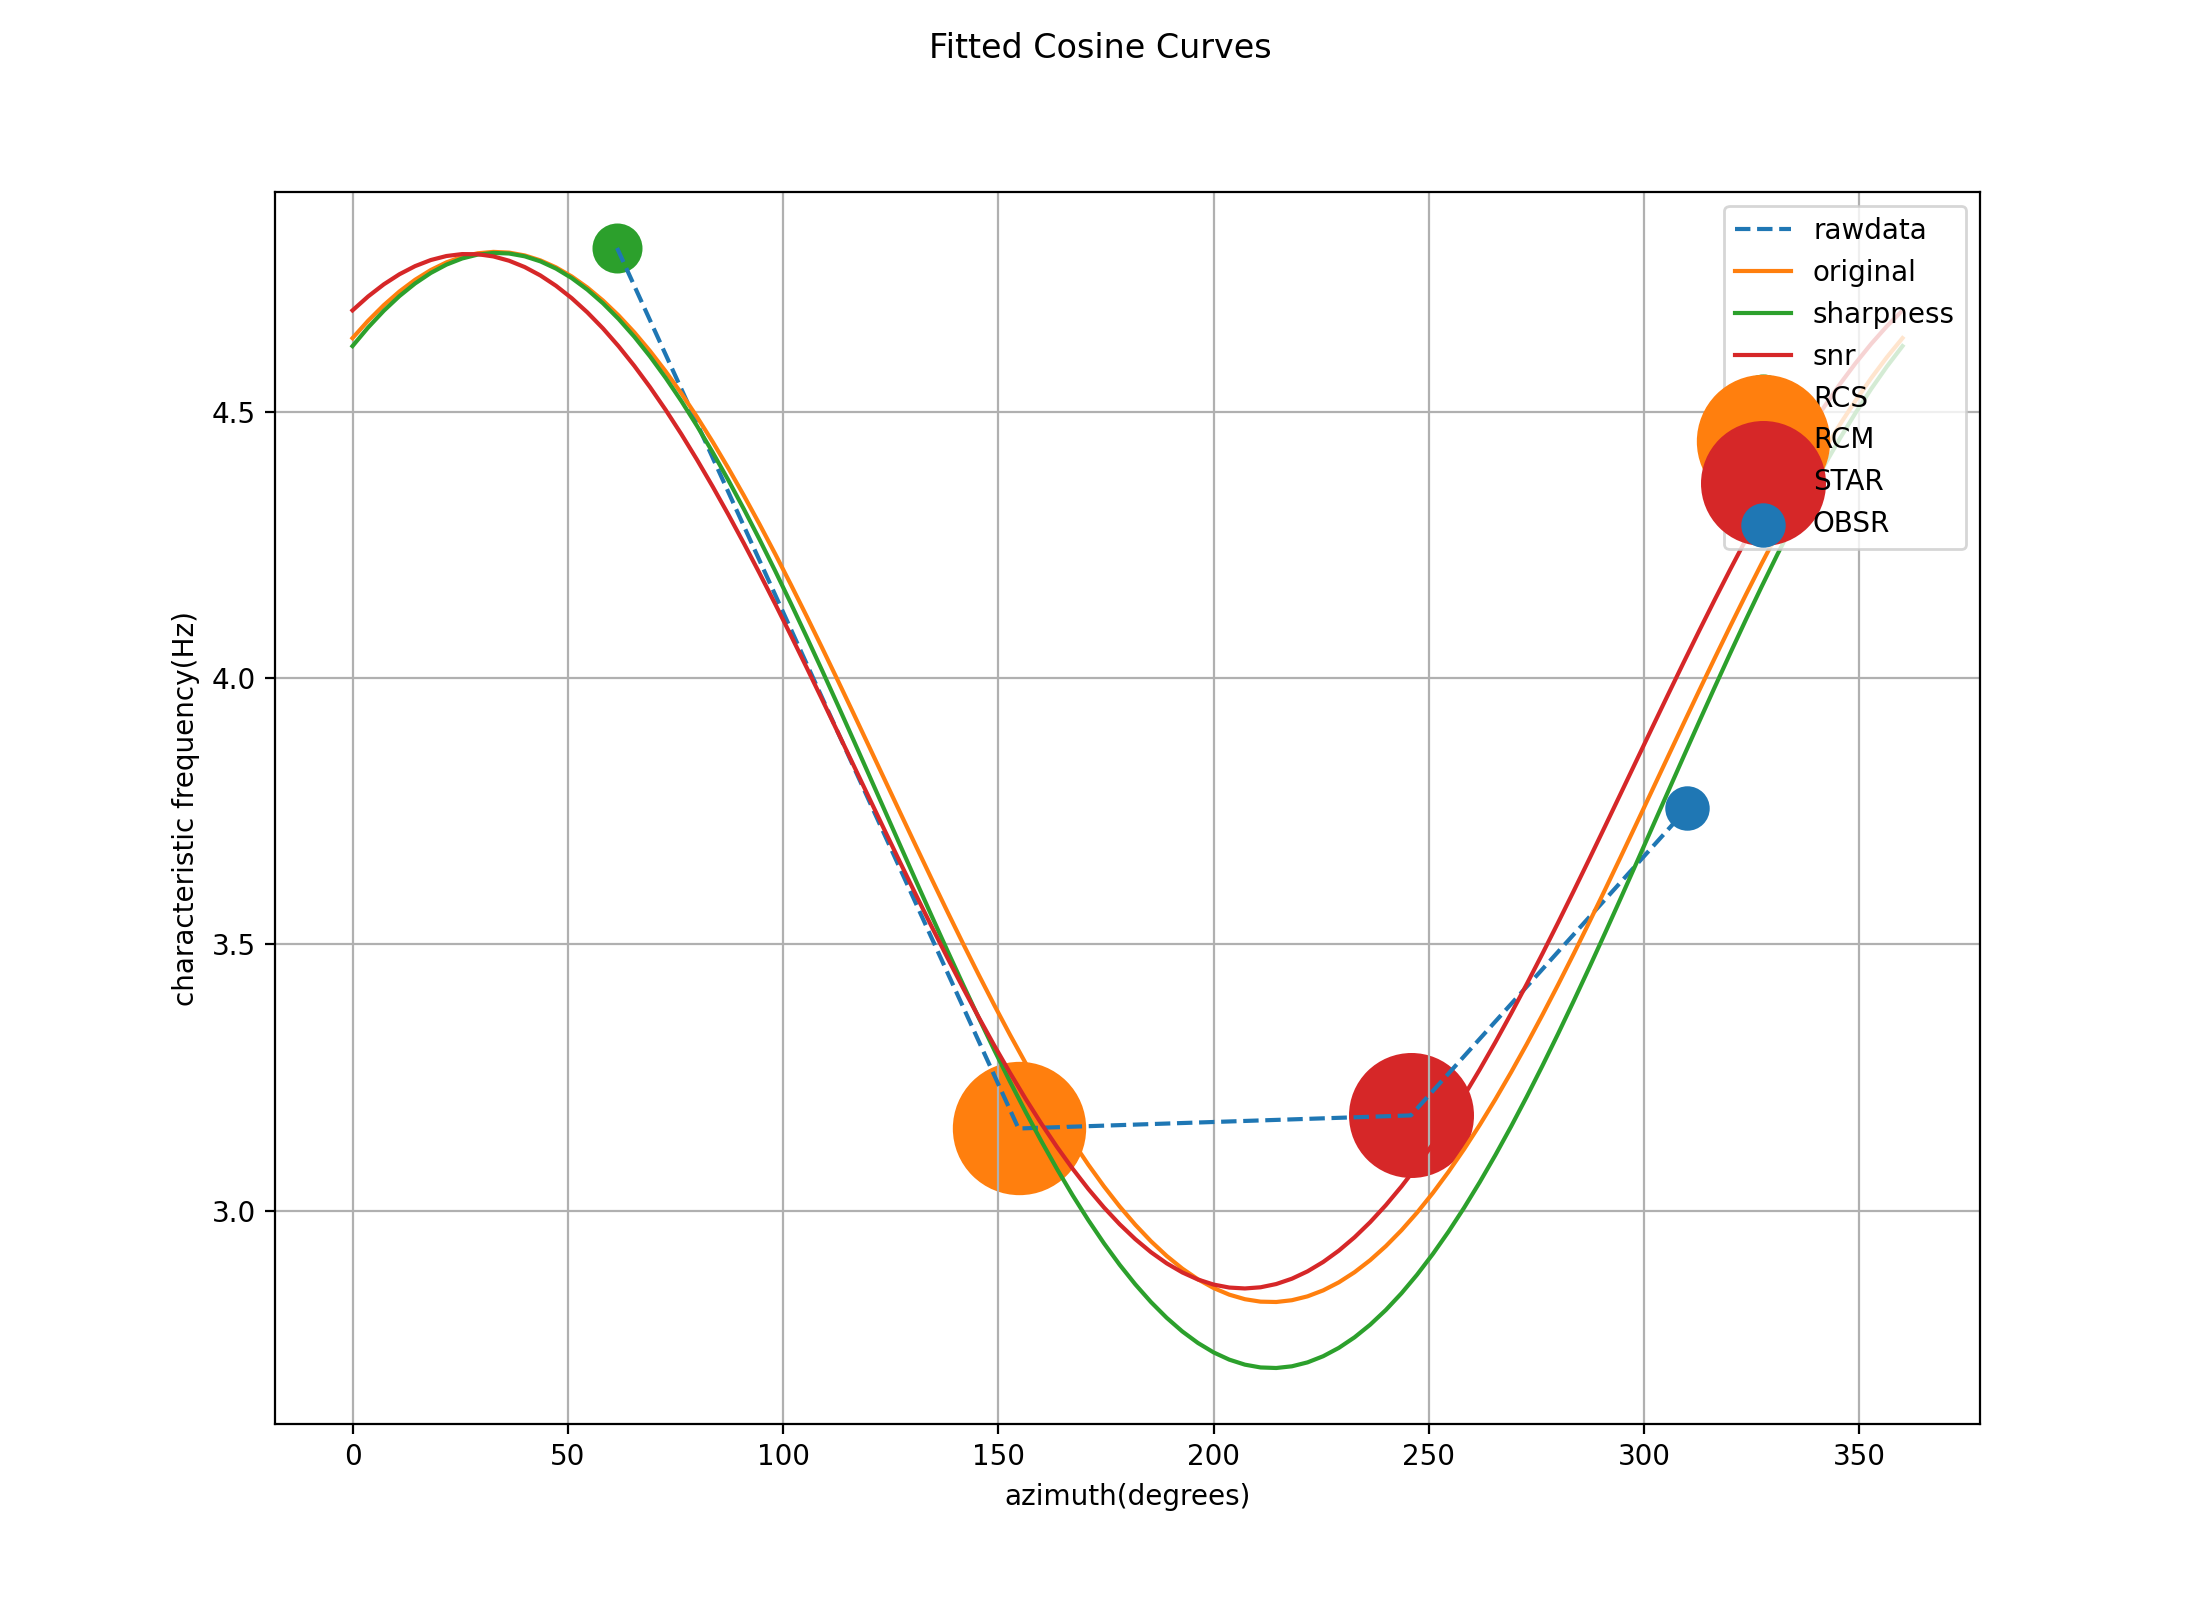 Fitted Cosine Curves
rawdata
original
sharpness
snr
RCS
RCM
STAR
OBSR
4.5
4.0
3.5
3.0
characteristic frequency(Hz)
0 50 100 150 200 250 300 350
azimuth(degrees)